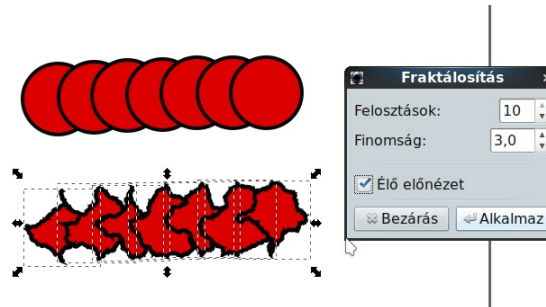 Fraktálosítás
Felosztások: 10
Finomság: 3,0
Élő előnézet
Bezárás Alkalmaz